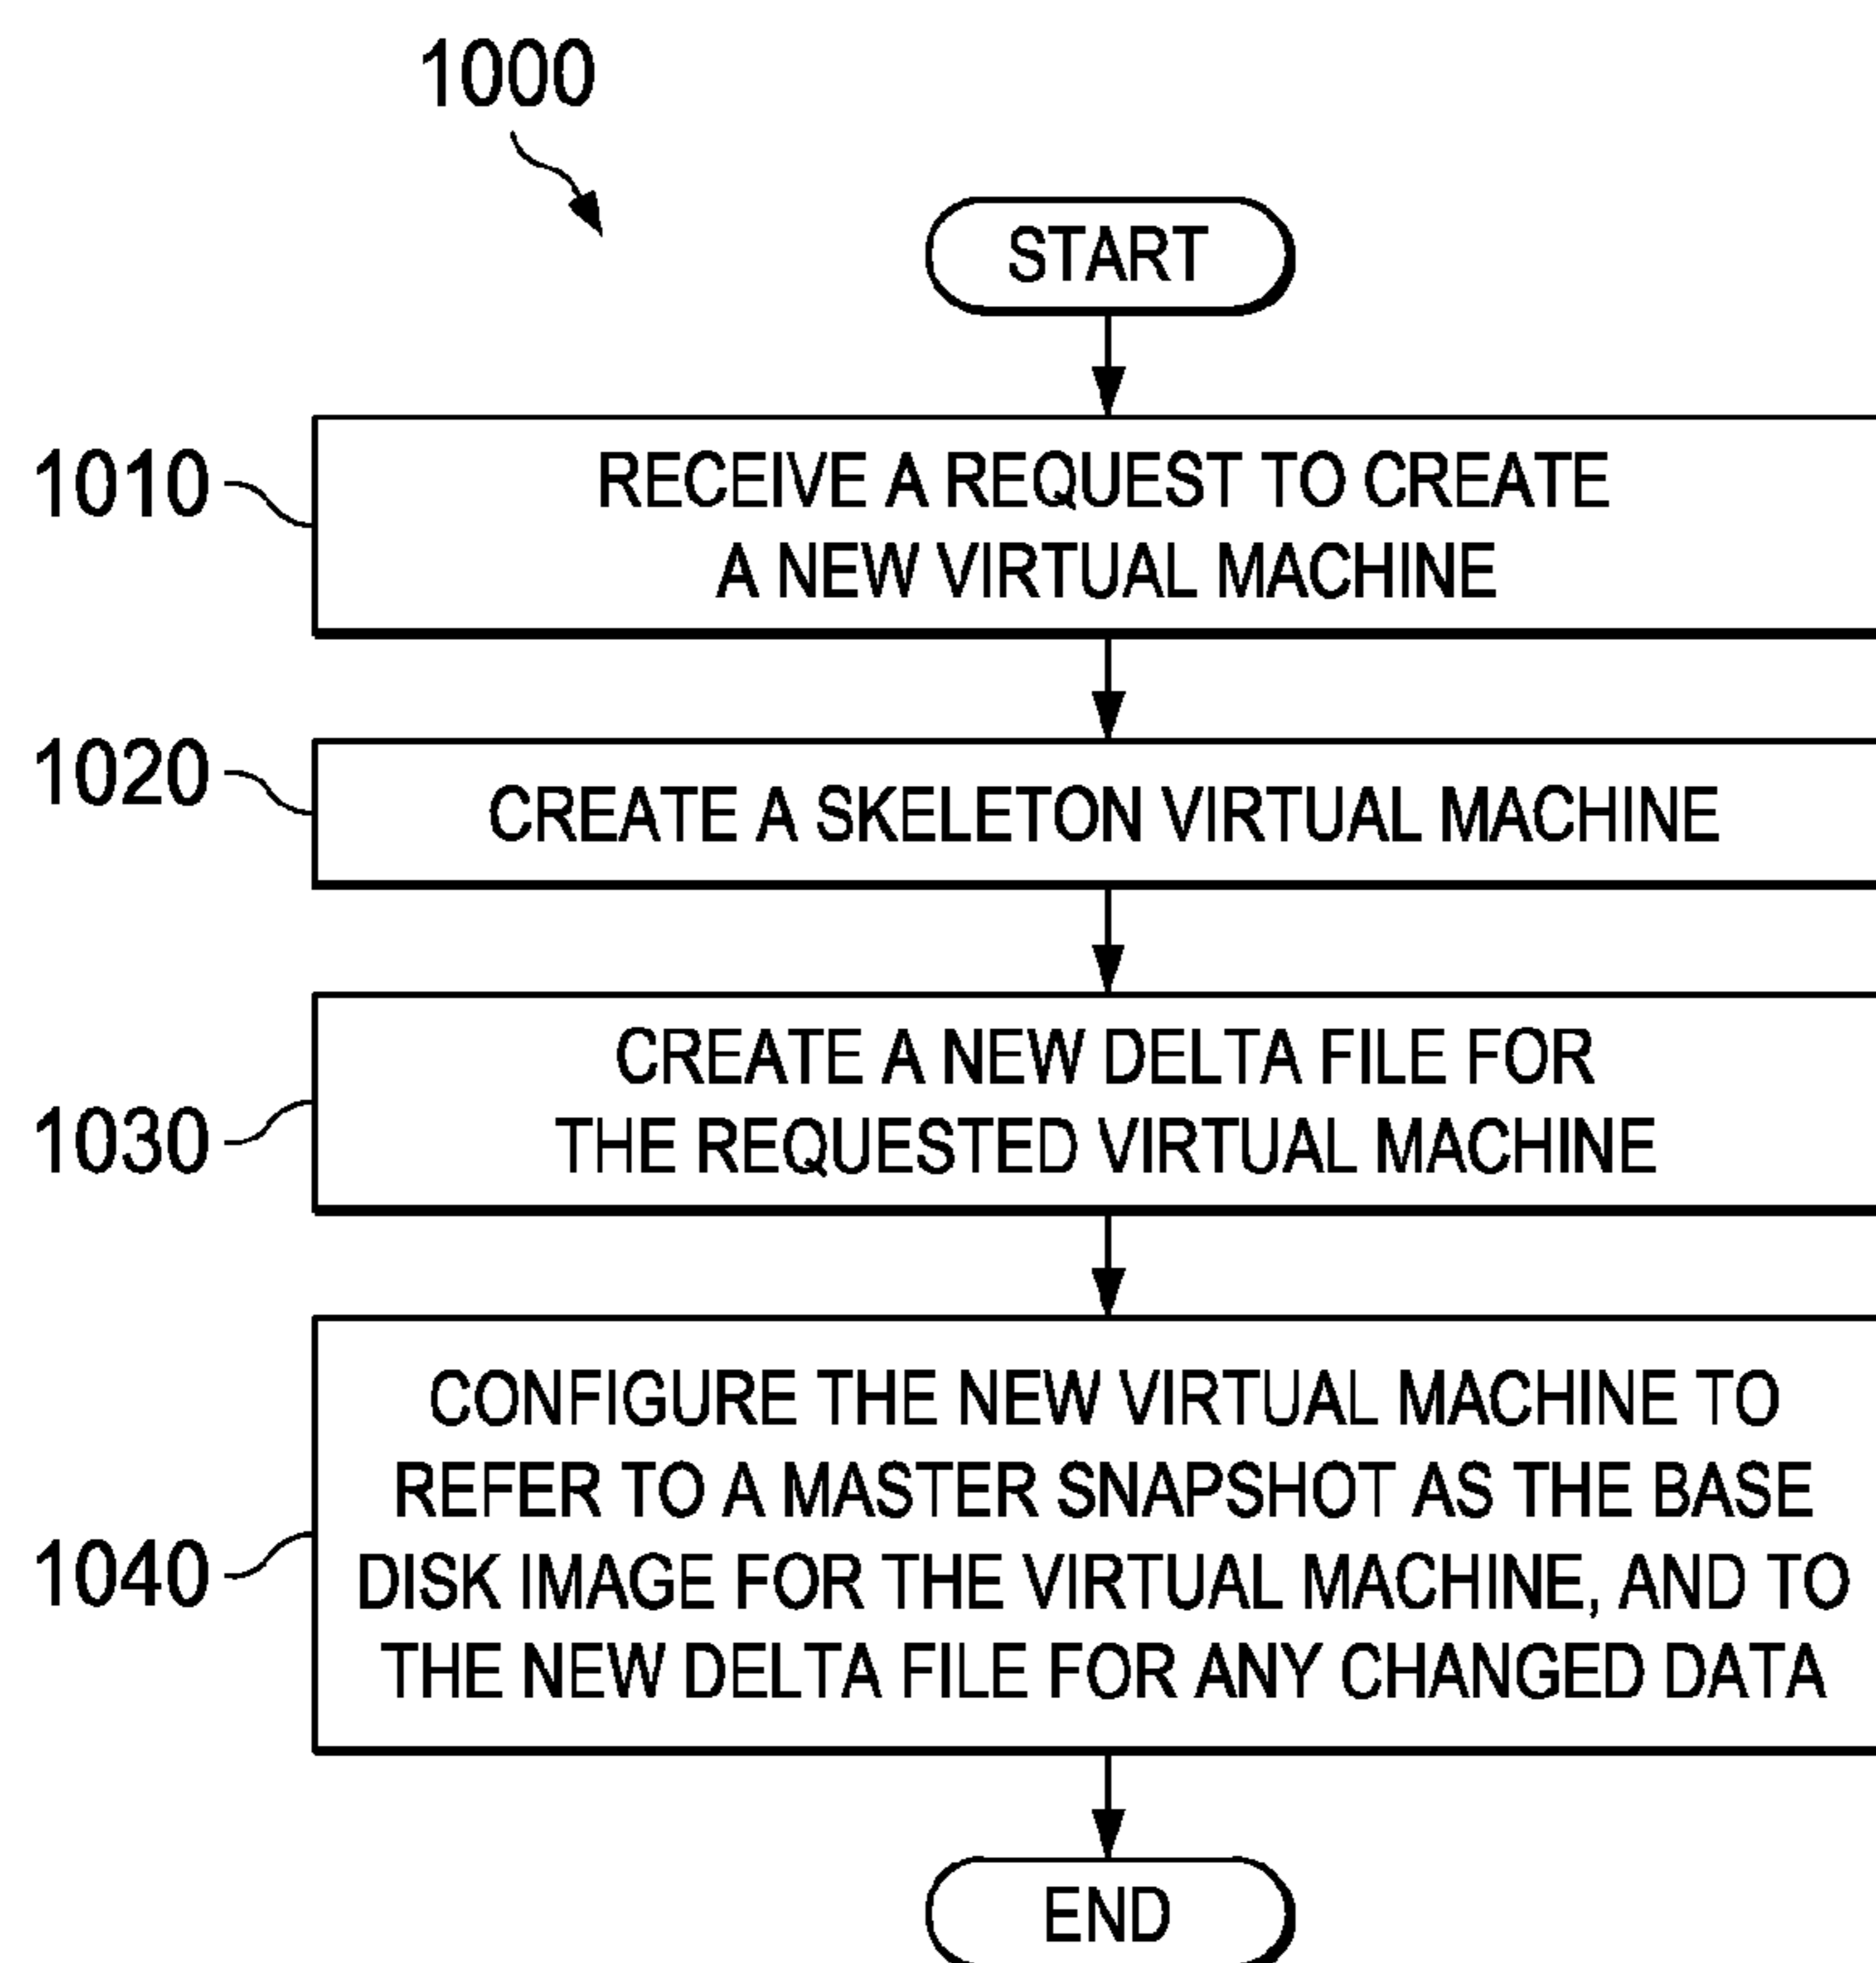 1000
START
1010
RECEIVE A REQUEST TO CREATE
A NEW VIRTUAL MACHINE
1020
CREATE A SKELETON VIRTUAL MACHINE
1030
CREATE A NEW DELTA FILE FOR
THE REQUESTED VIRTUAL MACHINE
1040
CONFIGURE THE NEW VIRTUAL MACHINE TO
REFER TO A MASTER SNAPSHOT AS THE BASE
DISK IMAGE FOR THE VIRTUAL MACHINE, AND TO
THE NEW DELTA FILE FOR ANY CHANGED DATA
END